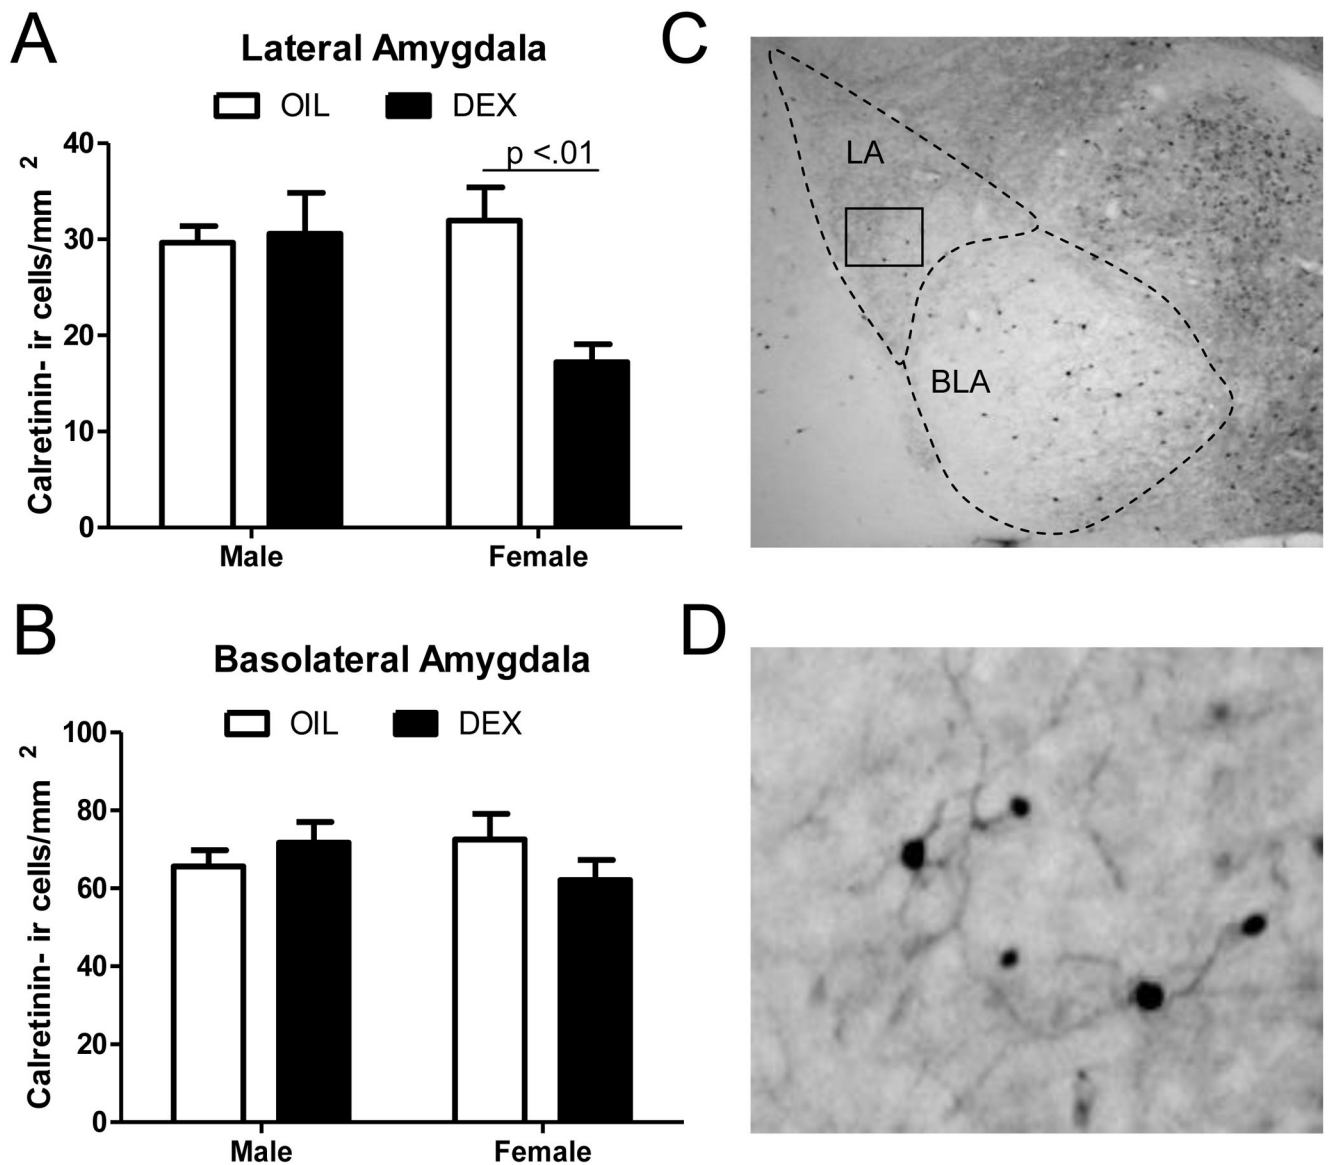 A
Lateral Amygdala
OIL DEX
p <.01
Calretinin- ir cells/mm 2
40
30
20
10
0
Male Female
B
Basolateral Amygdala
OIL DEX
Calretinin- ir cells/mm 2
100
80
60
40
20
0
Male Female
C
LA
BLA
D